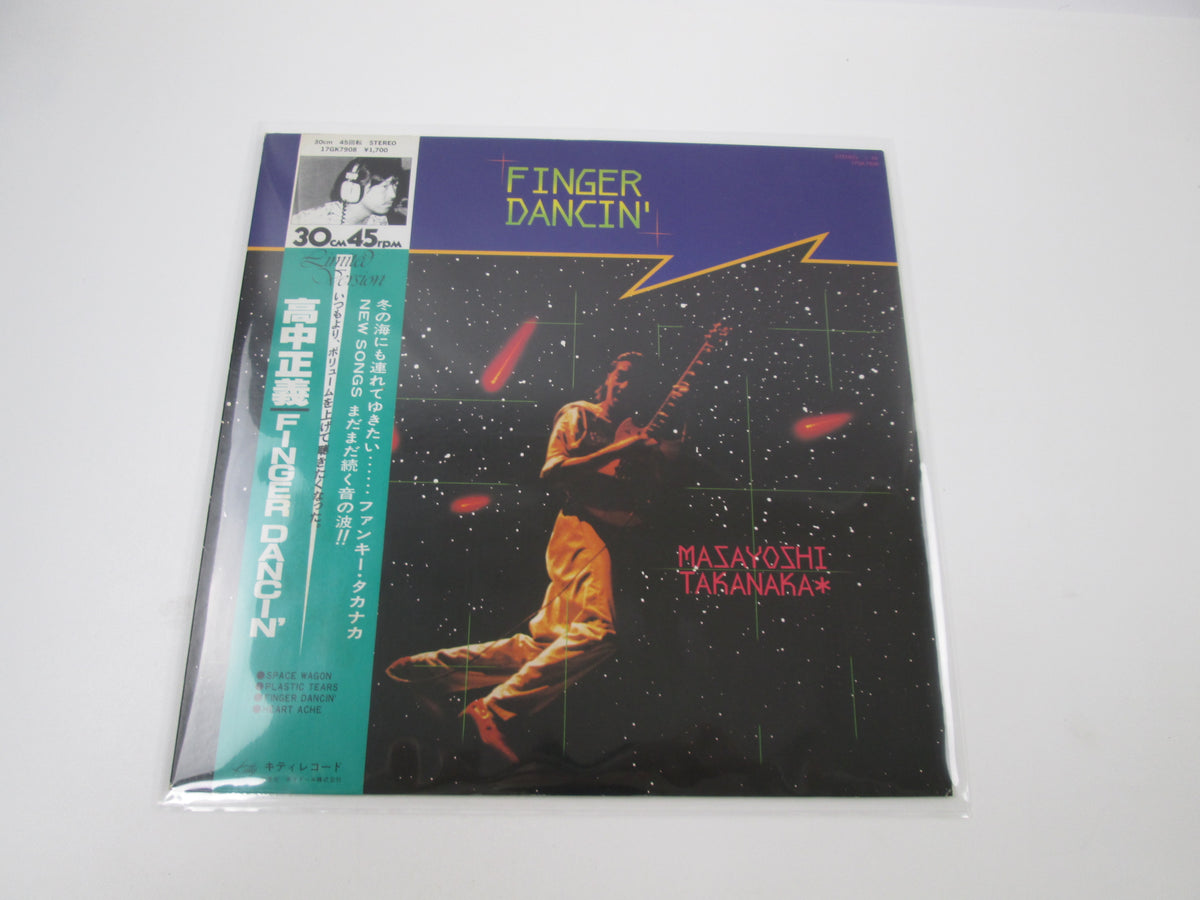 30cm 45回転 STEREO
17GK7908 ¥1,700
30cm 45rpm
Limited
Version
冬の海にも連れてゆきたい……ファンキー・タカナカ
NEW SONGS まだまだ続く音の波!!
いつもより、ボリュームを上げて
高中正義 FINGER DANCIN'
●SPACE WAGON
●PLASTIC TEARS
●FINGER DANCIN'
●HEART ACHE
キティレコード
FINGER
DANCIN'
17GK7908
MASAYOSHI
TAKANAKA*